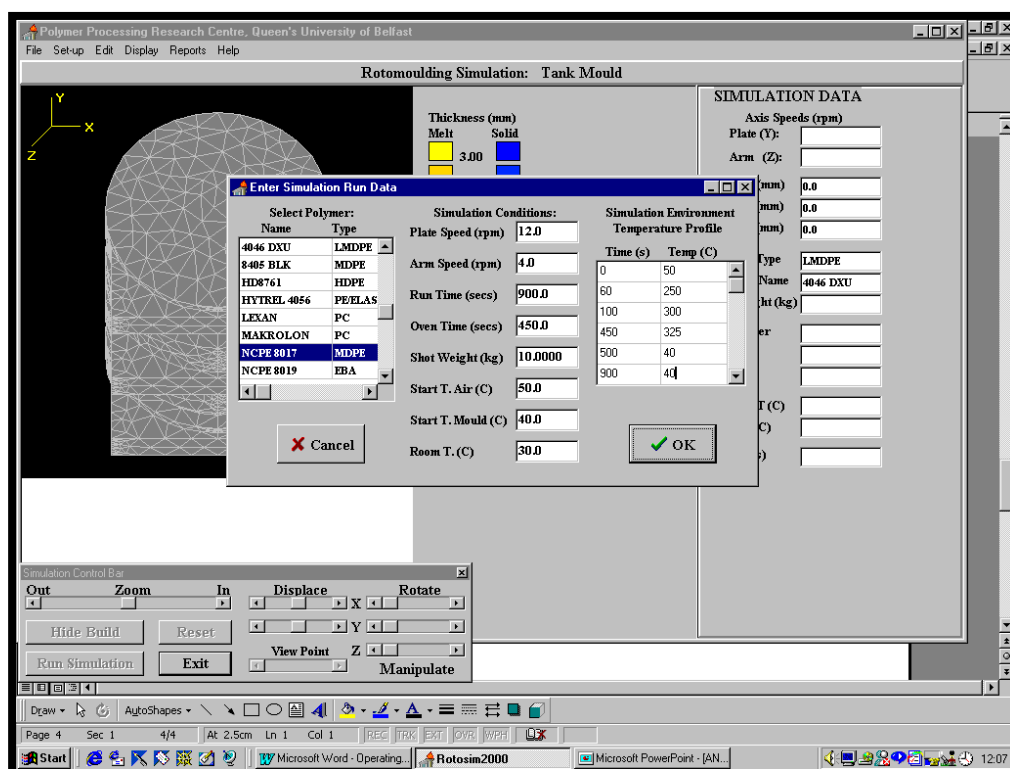 Polymer Processing Research Centre, Queen's University of Belfast
File Set-up Edit Display Reports Help
Rotomoulding Simulation: Tank Mould
Y
X
Z
Thickness (mm)
Melt Solid
3.00
SIMULATION DATA
Axis Speeds (rpm)
Plate (Y):
Arm (Z):
(mm) 0.0
(mm) 0.0
(mm) 0.0
Type LMDPE
Name 4046 DXU
ht (kg)
er
T (C)
C)
s)
Enter Simulation Run Data
Select Polymer:
Name Type
4046 DXU LMDPE
8405 BLK MDPE
HD8761 HDPE
HYTREL 4056 PE/ELAS
LEXAN PC
MAKROLON PC
NCPE 8017 MDPE
NCPE 8019 EBA
Cancel
Simulation Conditions:
Plate Speed (rpm) 12.0
Arm Speed (rpm) 4.0
Run Time (secs) 900.0
Oven Time (secs) 450.0
Shot Weight (kg) 10.0000
Start T. Air (C) 50.0
Start T. Mould (C) 40.0
Room T. (C) 30.0
Simulation Environment
Temperature Profile
Time (s) Temp (C)
0 50
60 250
100 300
450 325
500 40
900 40
OK
Simulation Control Bar
Out Zoom In Displace Rotate
X
Hide Build Reset Y
View Point Z
Run Simulation Exit Manipulate
Draw AutoShapes
Page 4 Sec 1 4/4 At 2.5cm Ln 1 Col 1 REC TRK EXT OVR WPH
Start Microsoft Word - Operating... Rotosim2000 Microsoft PowerPoint - [AN... 12:07